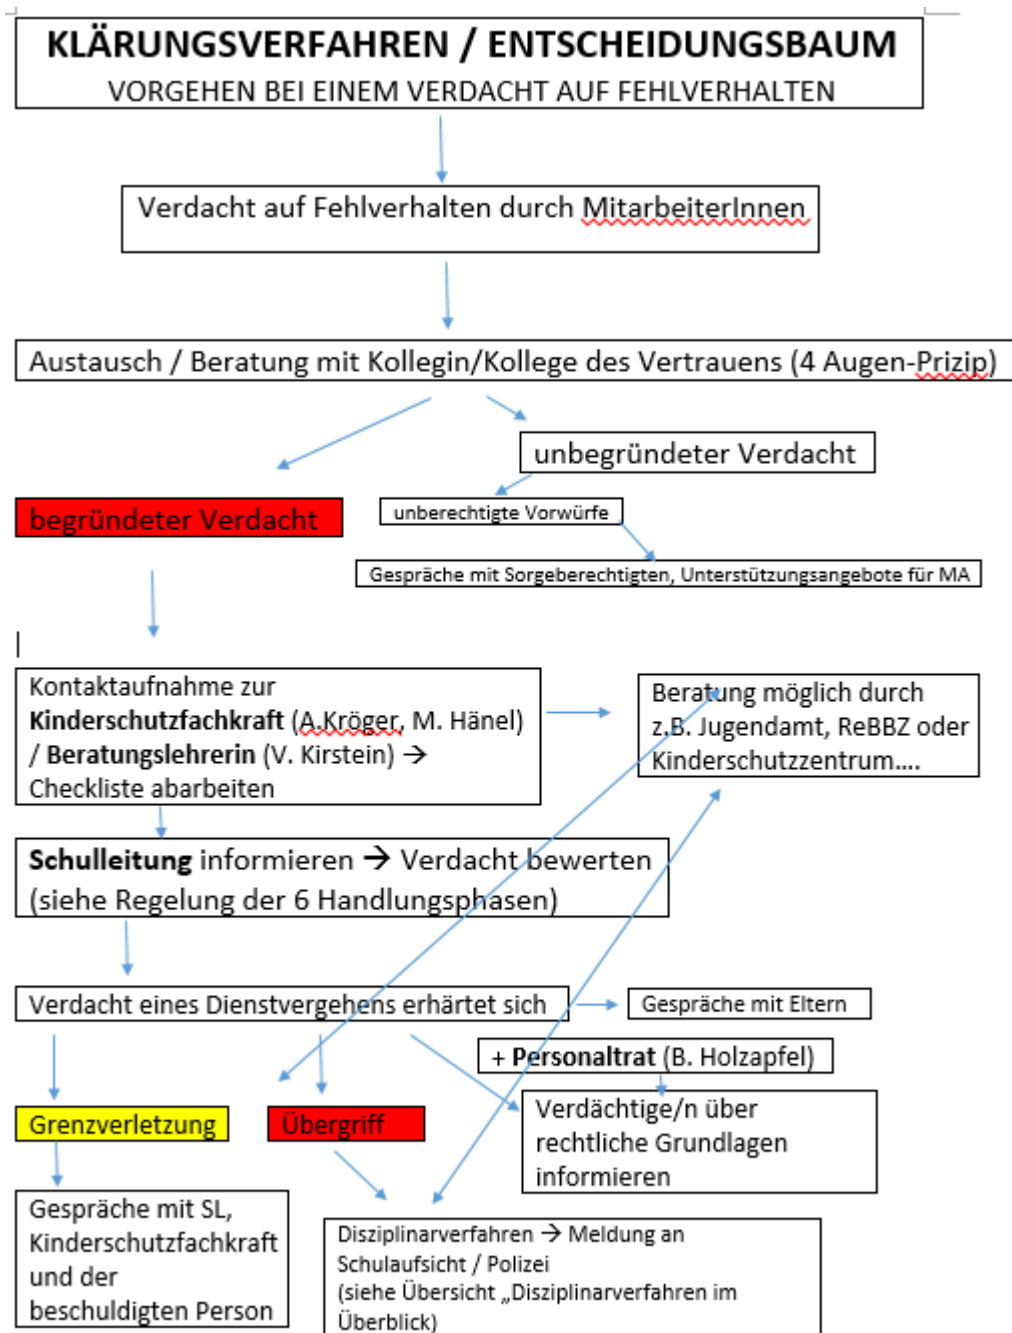 KLÄRUNGSVERFAHREN / ENTSCHEIDUNGSBAUM
VORGEHEN BEI EINEM VERDACHT AUF FEHLVERHALTEN
Verdacht auf Fehlverhalten durch MitarbeiterInnen
Austausch / Beratung mit Kollegin/Kollege des Vertrauens (4 Augen-Prizip)
unbegründeter Verdacht
begründeter Verdacht
unberechtigte Vorwürfe
Gespräche mit Sorgeberechtigten, Unterstützungsangebote für MA
Kontaktaufnahme zur
Kinderschutzfachkraft (A.Kröger, M. Hänel)
/ Beratungslehrerin (V. Kirstein) →
Checkliste abarbeiten
Beratung möglich durch
z.B. Jugendamt, ReBBZ oder
Kinderschutzzentrum....
Schulleitung informieren → Verdacht bewerten
(siehe Regelung der 6 Handlungsphasen)
Verdacht eines Dienstvergehens erhärtet sich
Gespräche mit Eltern
+ Personaltrat (B. Holzapfel)
Grenzverletzung
Übergriff
Verdächtige/n über
rechtliche Grundlagen
informieren
Gespräche mit SL,
Kinderschutzfachkraft
und der
beschuldigten Person
Disziplinarverfahren → Meldung an
Schulaufsicht / Polizei
(siehe Übersicht „Disziplinarverfahren im
Überblick)